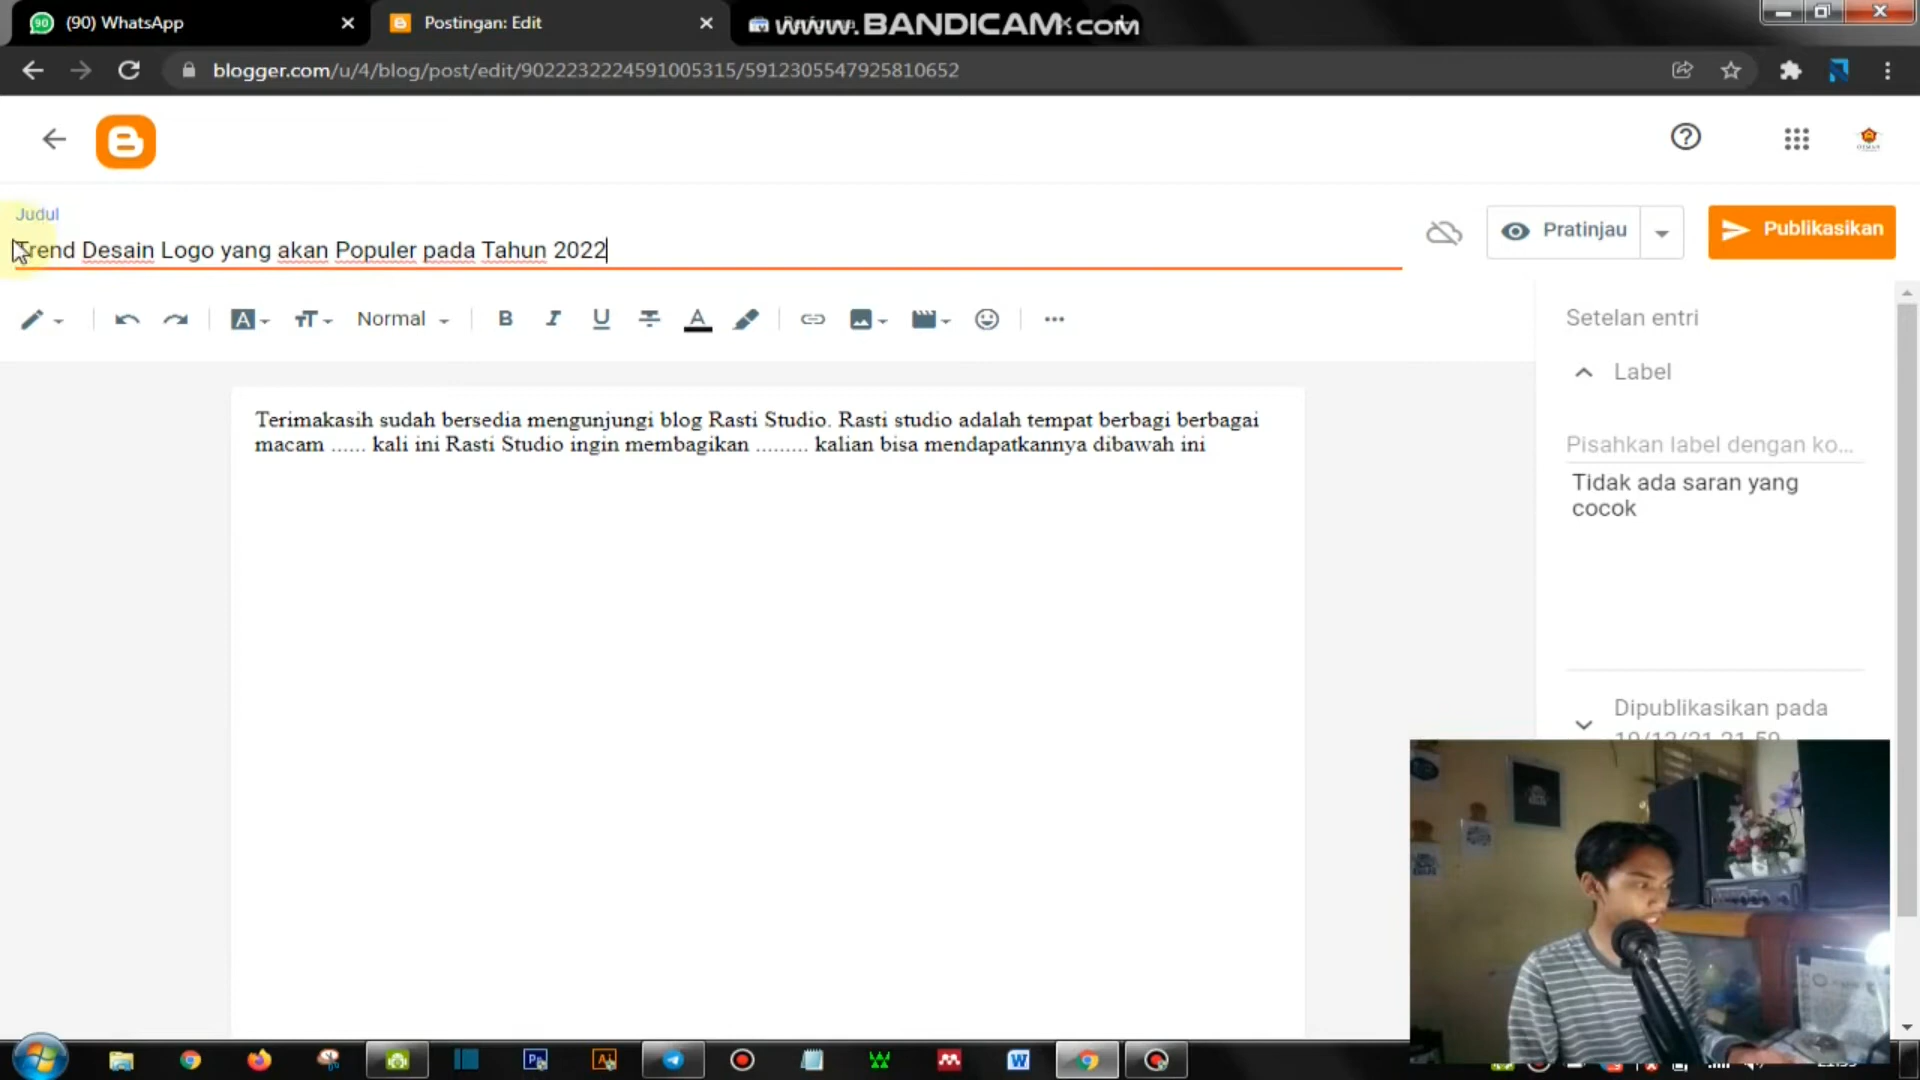 (90) WhatsApp
Postingan: Edit
www.BANDICAM.com
blogger.com/u/4/blog/post/edit/9022232224591005315/5912305547925810652
Judul
Trend Desain Logo yang akan Populer pada Tahun 2022
Pratinjau
Publikasikan
Normal
Setelan entri
Label
Pisahkan label dengan ko...
Tidak ada saran yang
cocok
Dipublikasikan pada
Terimakasih sudah bersedia mengunjungi blog Rasti Studio. Rasti studio adalah tempat berbagi berbagai
macam ...... kali ini Rasti Studio ingin membagikan ......... kalian bisa mendapatkannya dibawah ini